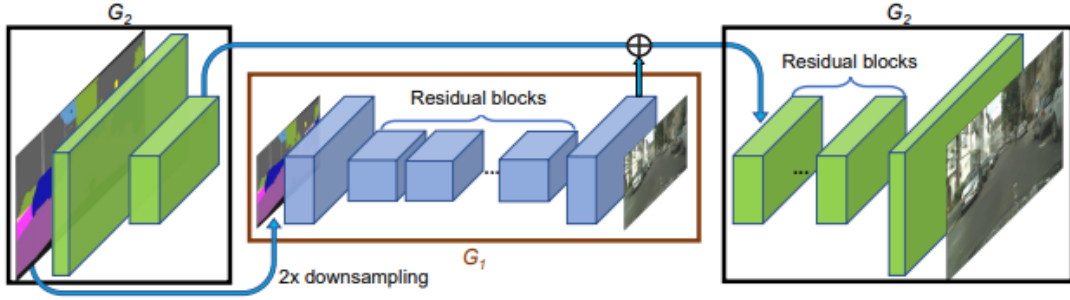 G2
G2
Residual blocks
Residual blocks
...
...
G1
2x downsampling